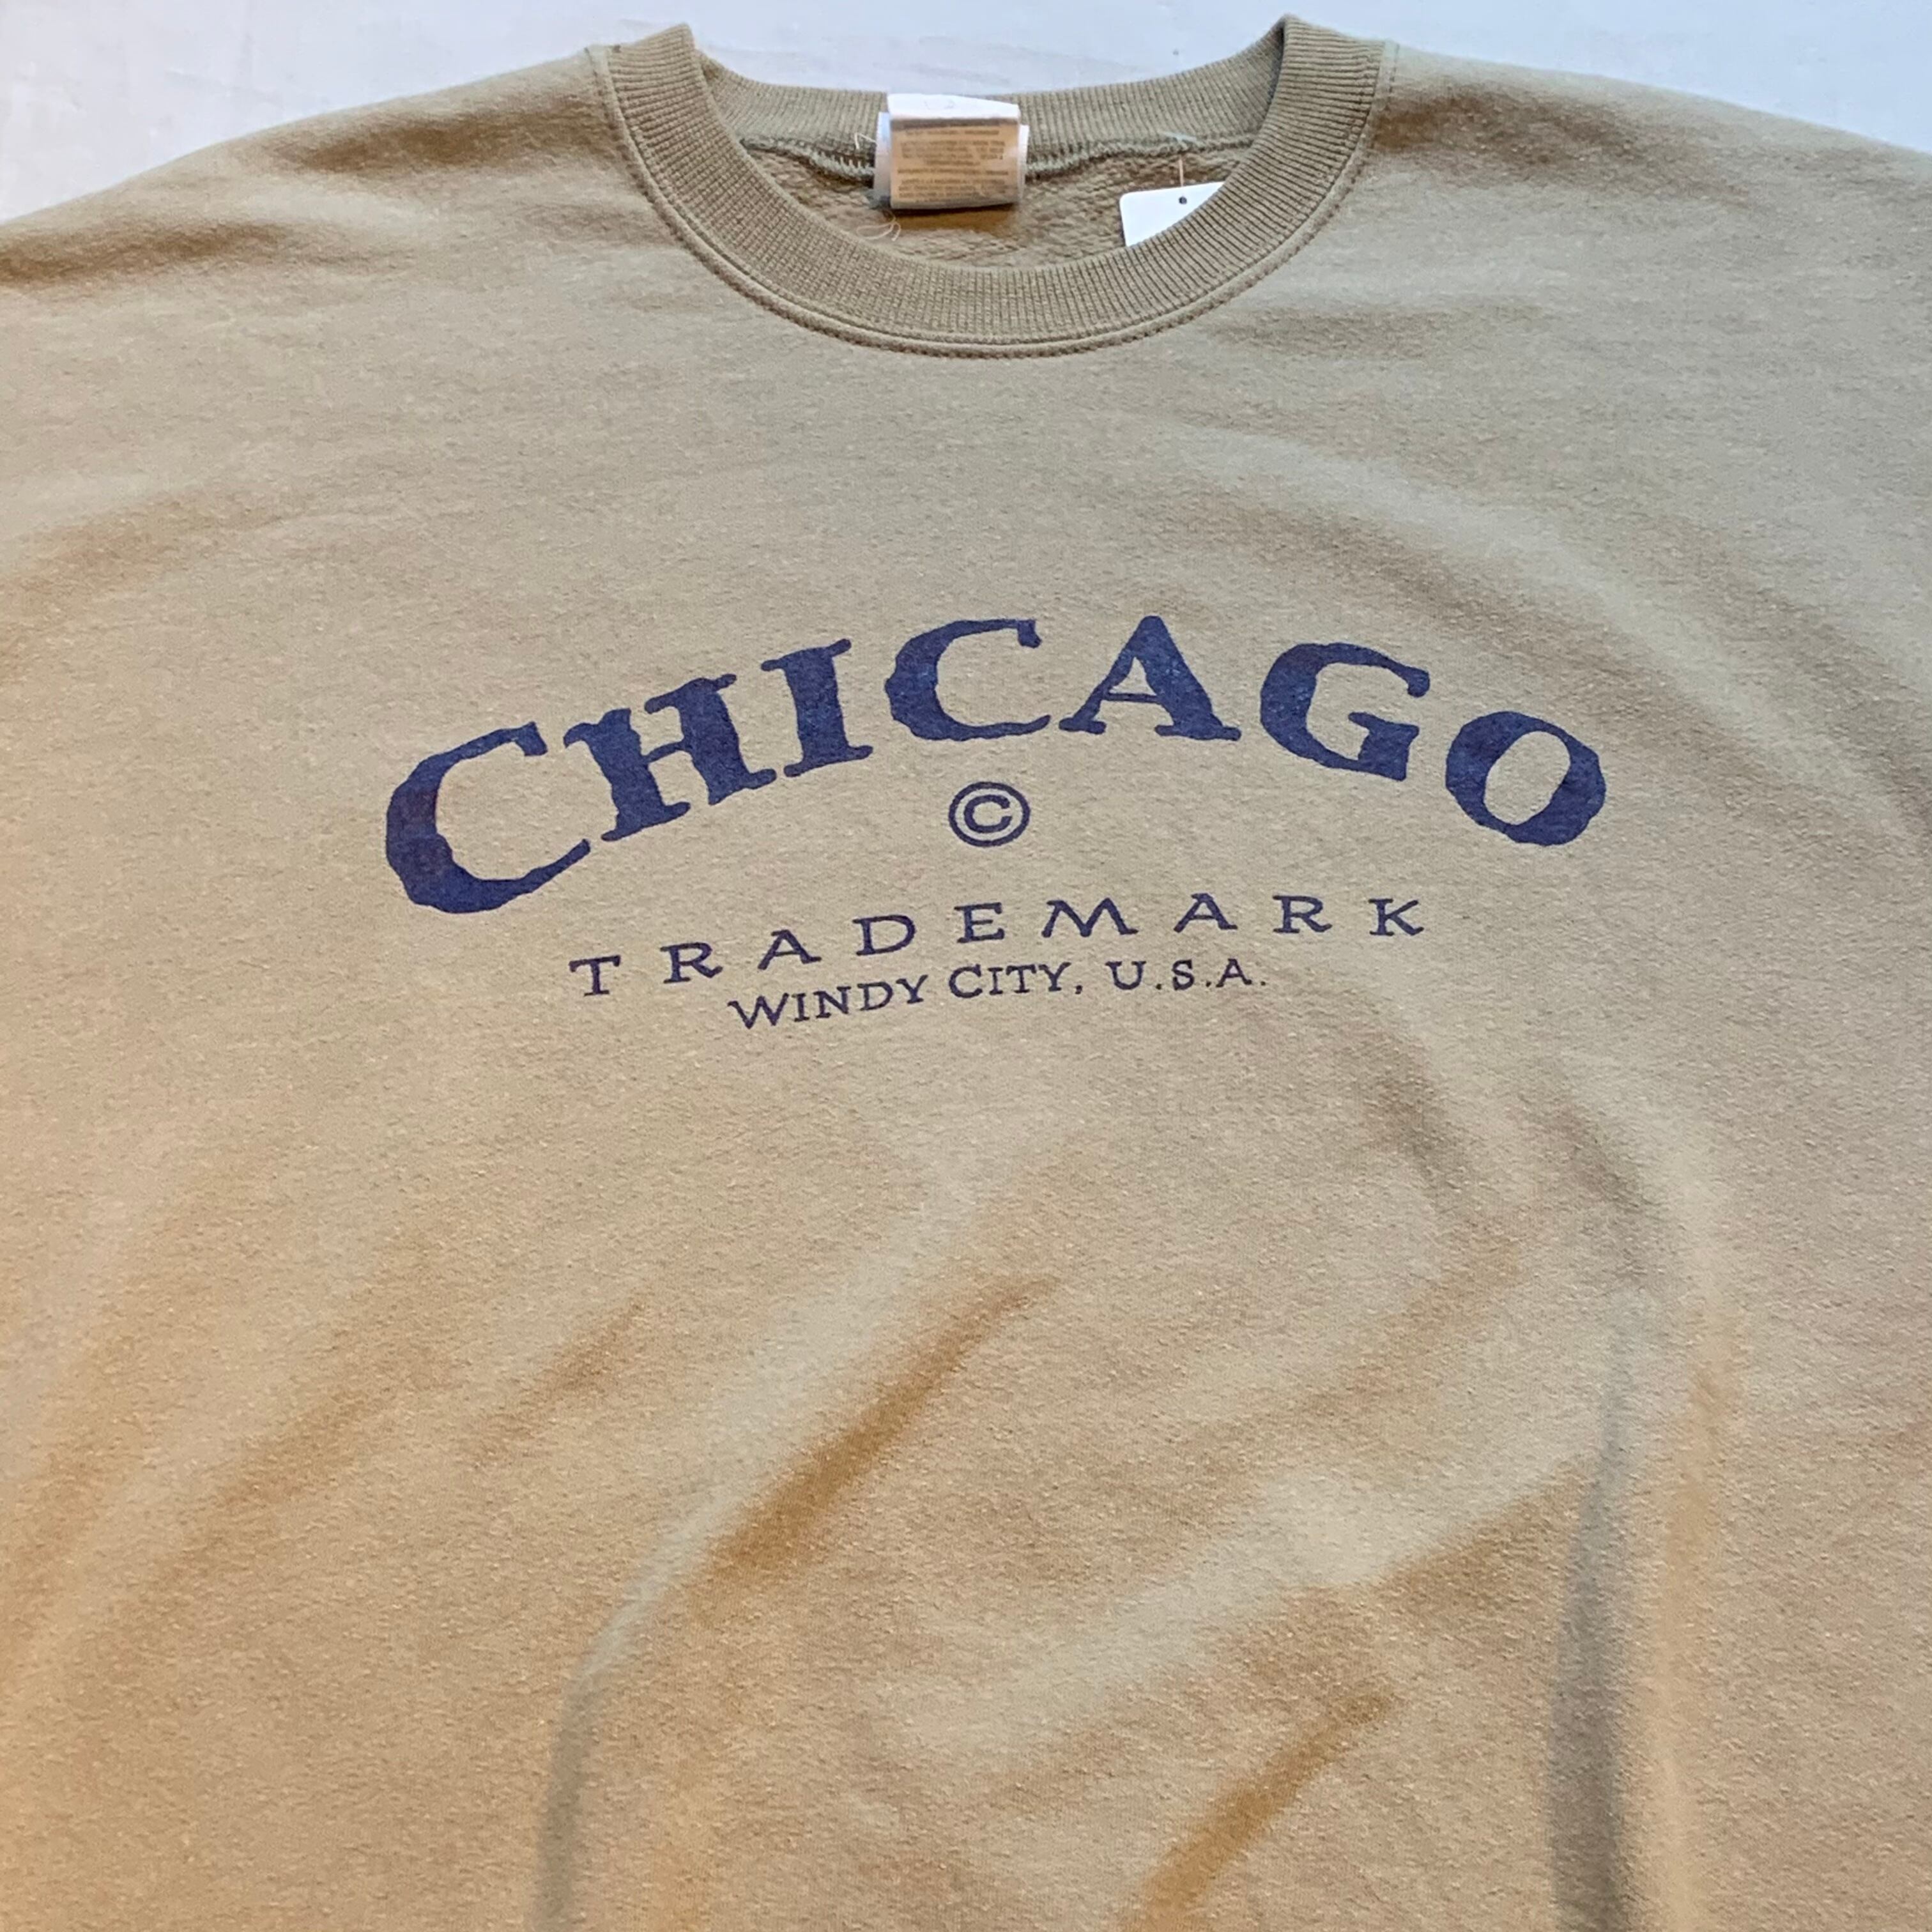 CHICAGO
©
TRADEMARK
WINDY CITY, U.S.A.